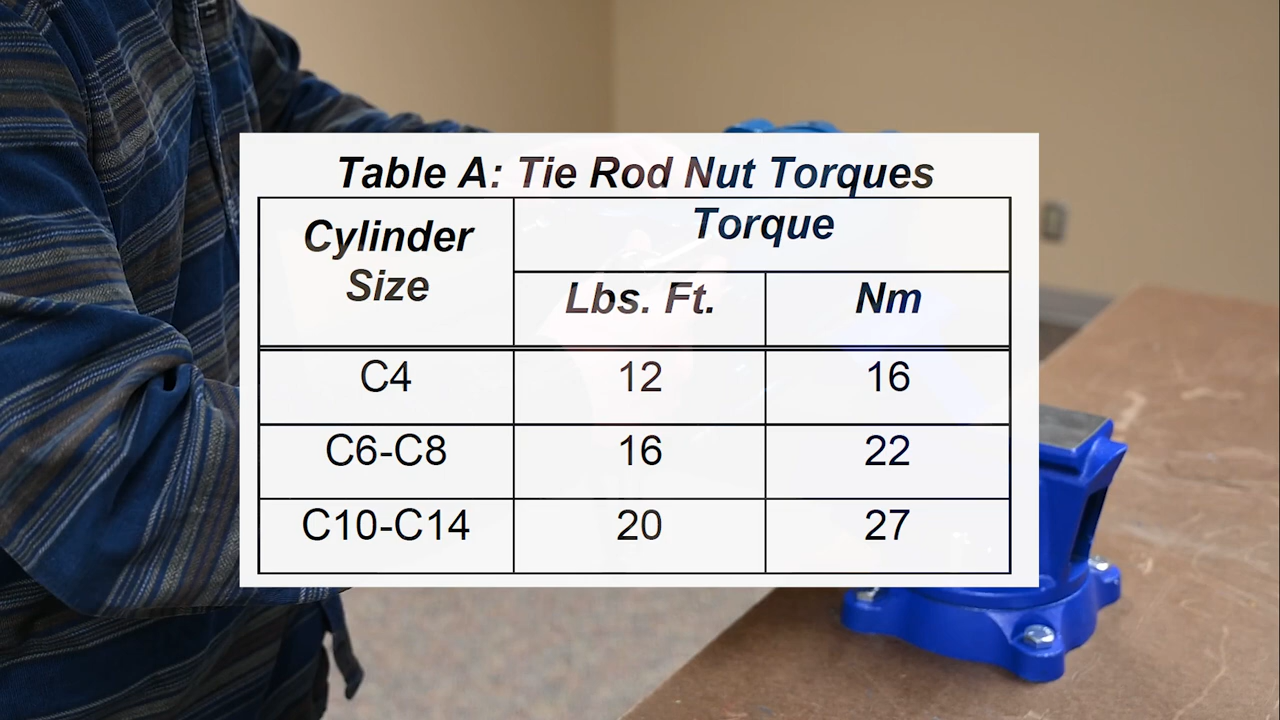 Table A: Tie Rod Nut Torques
Cylinder Size
Torque
Lbs. Ft.
Nm
C4 12 16
C6-C8 16 22
C10-C14 20 27